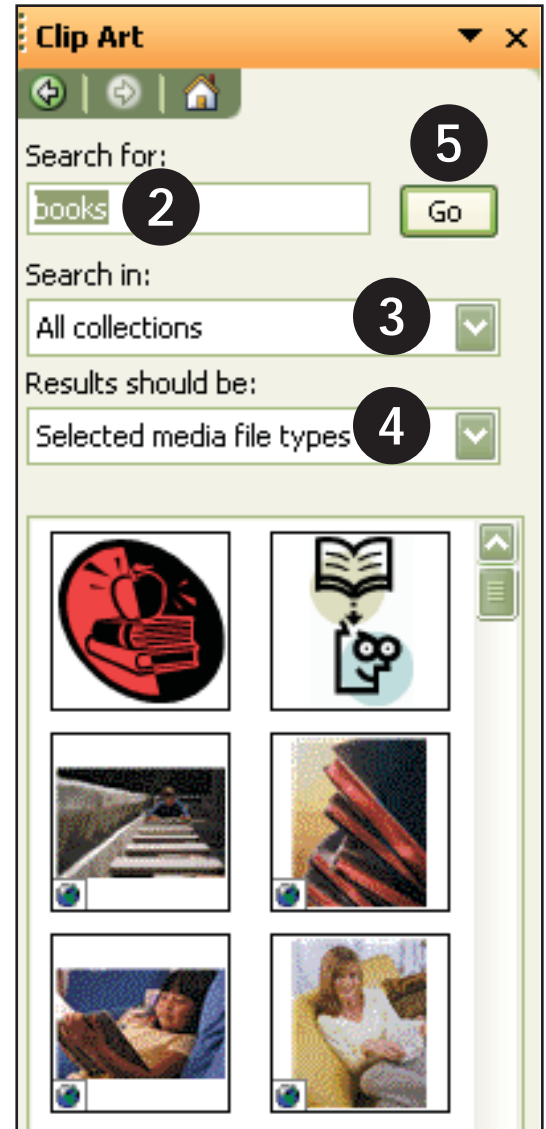 Clip Art
Search for:
5
books 2 Go
Search in:
All collections 3
Results should be:
Selected media file types 4